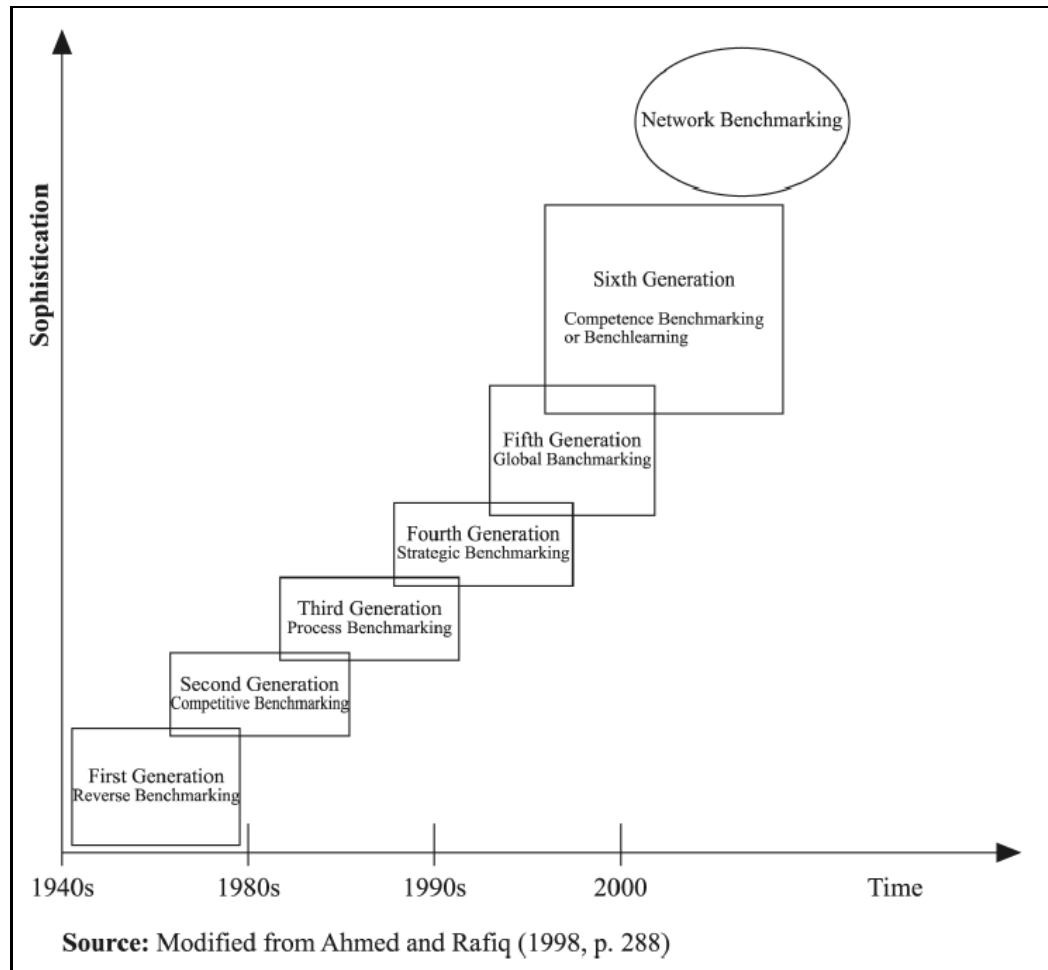 Network Benchmarking
Sophistication
Sixth Generation
Competence Benchmarking
or Benchlearning
Fifth Generation
Global Banchmarking
Fourth Generation
Strategic Benchmarking
Third Generation
Process Benchmarking
Second Generation
Competitive Benchmarking
First Generation
Reverse Benchmarking
1940s 1980s 1990s 2000 Time
Source: Modified from Ahmed and Rafiq (1998, p. 288)